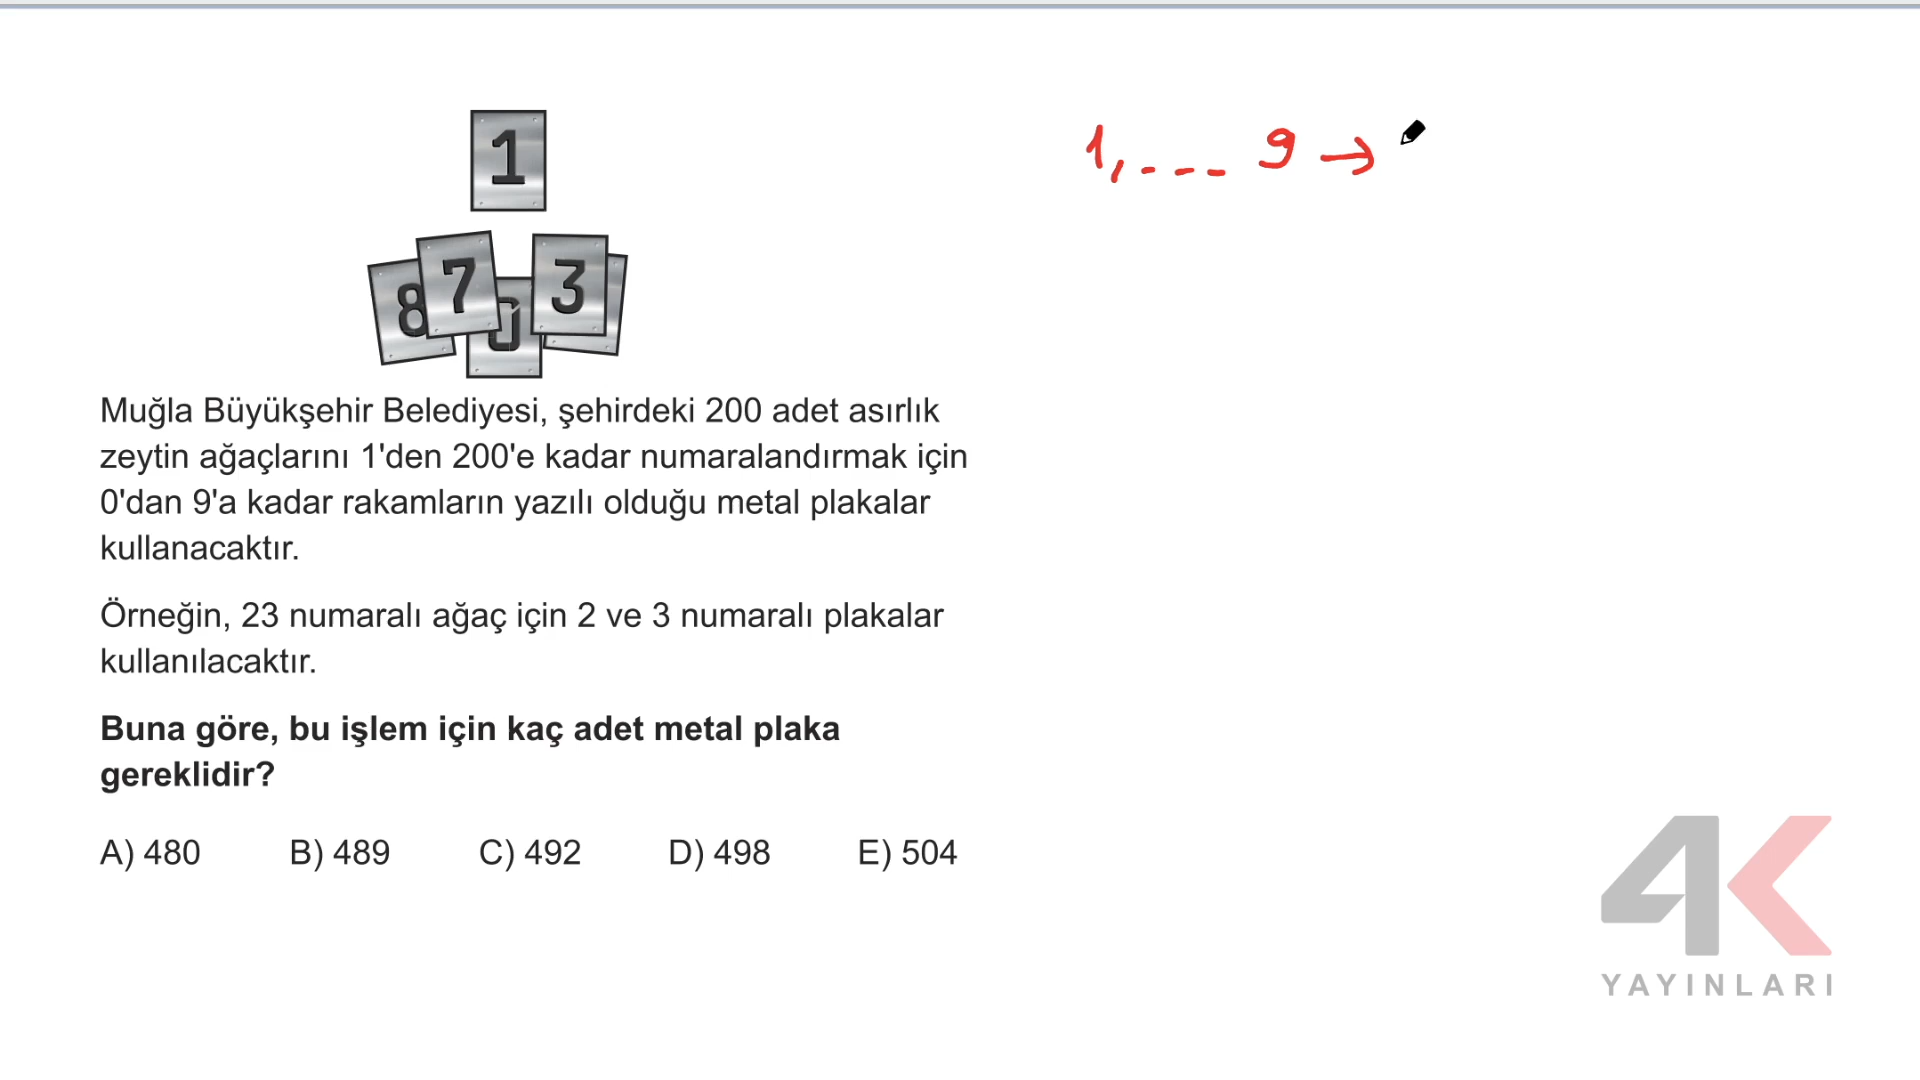 1
1, - - - 9 →
8 7 0 3
Muğla Büyükşehir Belediyesi, şehirdeki 200 adet asırlık
zeytin ağaçlarını 1'den 200'e kadar numaralandırmak için
0'dan 9'a kadar rakamların yazılı olduğu metal plakalar
kullanacaktır.
Örneğin, 23 numaralı ağaç için 2 ve 3 numaralı plakalar
kullanılacaktır.
Buna göre, bu işlem için kaç adet metal plaka
gereklidir?
A) 480 B) 489 C) 492 D) 498 E) 504
4K
YAYINLARI